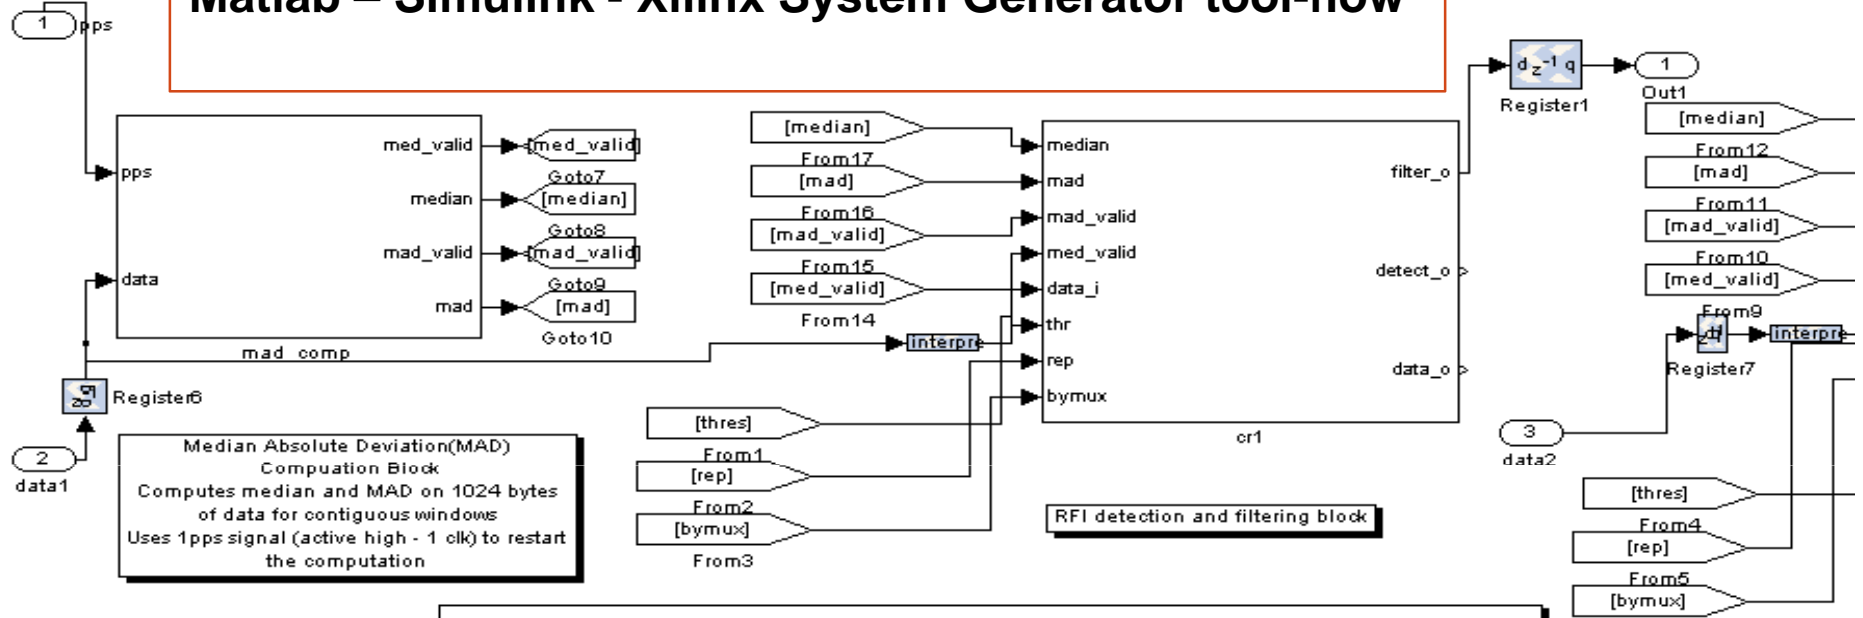 Matlab – Simulink - Xilinx System Generator tool-flow
1
pps
pps
data
med_valid
median
mad_valid
mad
[med_valid]
Goto7
[median]
Goto8
[mad_valid]
Goto9
[mad]
Goto10
mad_comp
Register6
2
data1
Median Absolute Deviation(MAD)
Compuation Block
Computes median and MAD on 1024 bytes
of data for contiguous windows
Uses 1pps signal (active high - 1 clk) to restart
the computation
[median]
From17
[mad]
From16
[mad_valid]
From15
[med_valid]
From14
interpre
[thres]
From1
[rep]
From2
[bymux]
From3
median
mad
mad_valid
med_valid
data_i
thr
rep
bymux
filter_o
detect_o
data_o
cr1
RFI detection and filtering block
d z-1 q
Register1
1
Out1
[median]
From12
[mad]
From11
[mad_valid]
From10
[med_valid]
From9
Register7
interpre
3
data2
[thres]
From4
[rep]
From5
[bymux]